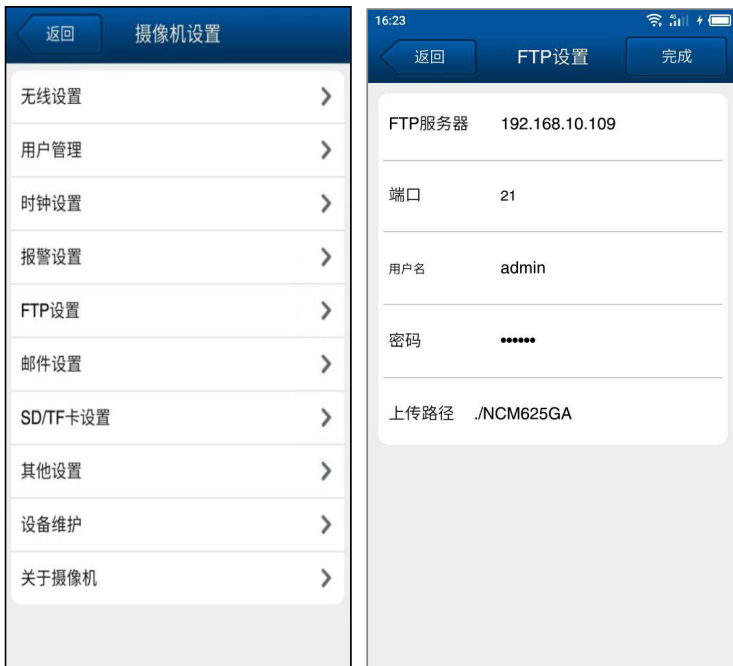 返回
摄像机设置
无线设置
用户管理
时钟设置
报警设置
FTP设置
邮件设置
SD/TF卡设置
其他设置
设备维护
关于摄像机
16:23
返回
FTP设置
完成
FTP服务器 192.168.10.109
端口 21
用户名 admin
密码 ••••••
上传路径 ./NCM625GA